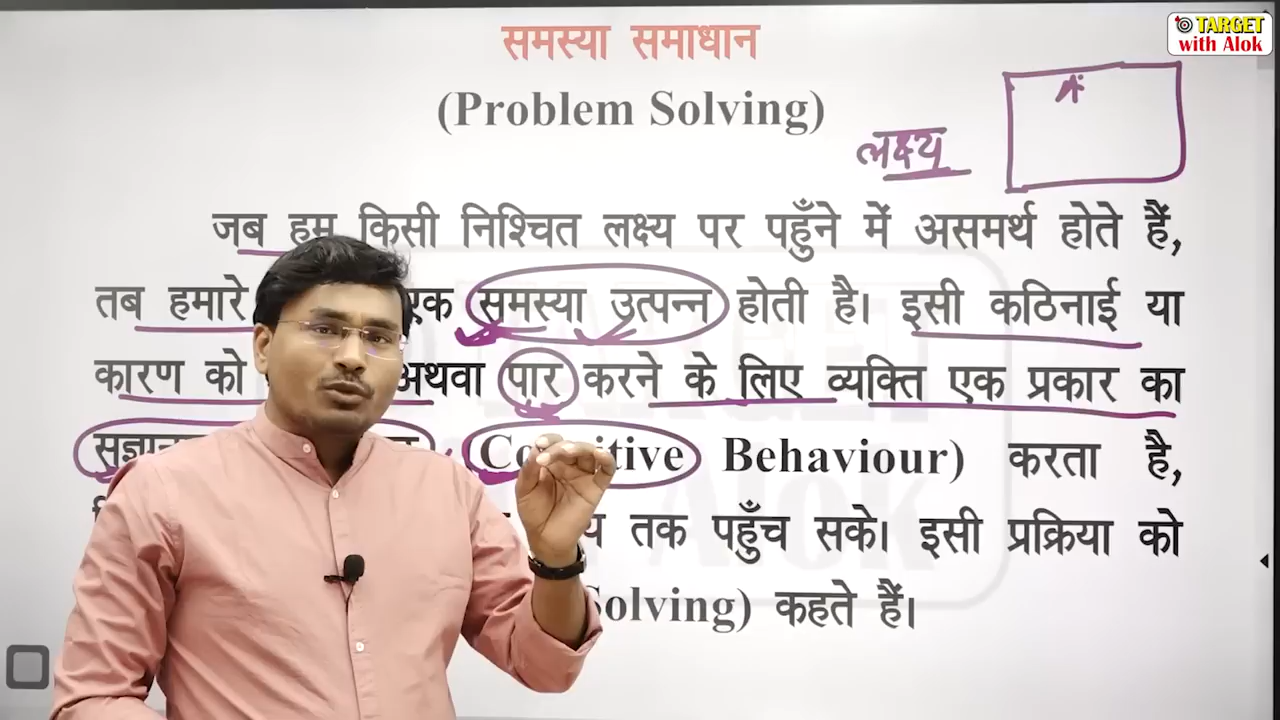 TARGET
with Alok
समस्या समाधान
(Problem Solving)
लक्ष्य
जब हम किसी निश्चित लक्ष्य पर पहुँने में असमर्थ होते हैं,
तब हमारे एक समस्या उत्पन्न होती है। इसी कठिनाई या
कारण को अथवा पार करने के लिए व्यक्ति एक प्रकार का
Behaviour) करता है,
तक पहुँच सके। इसी प्रक्रिया को
Solving) कहते हैं।